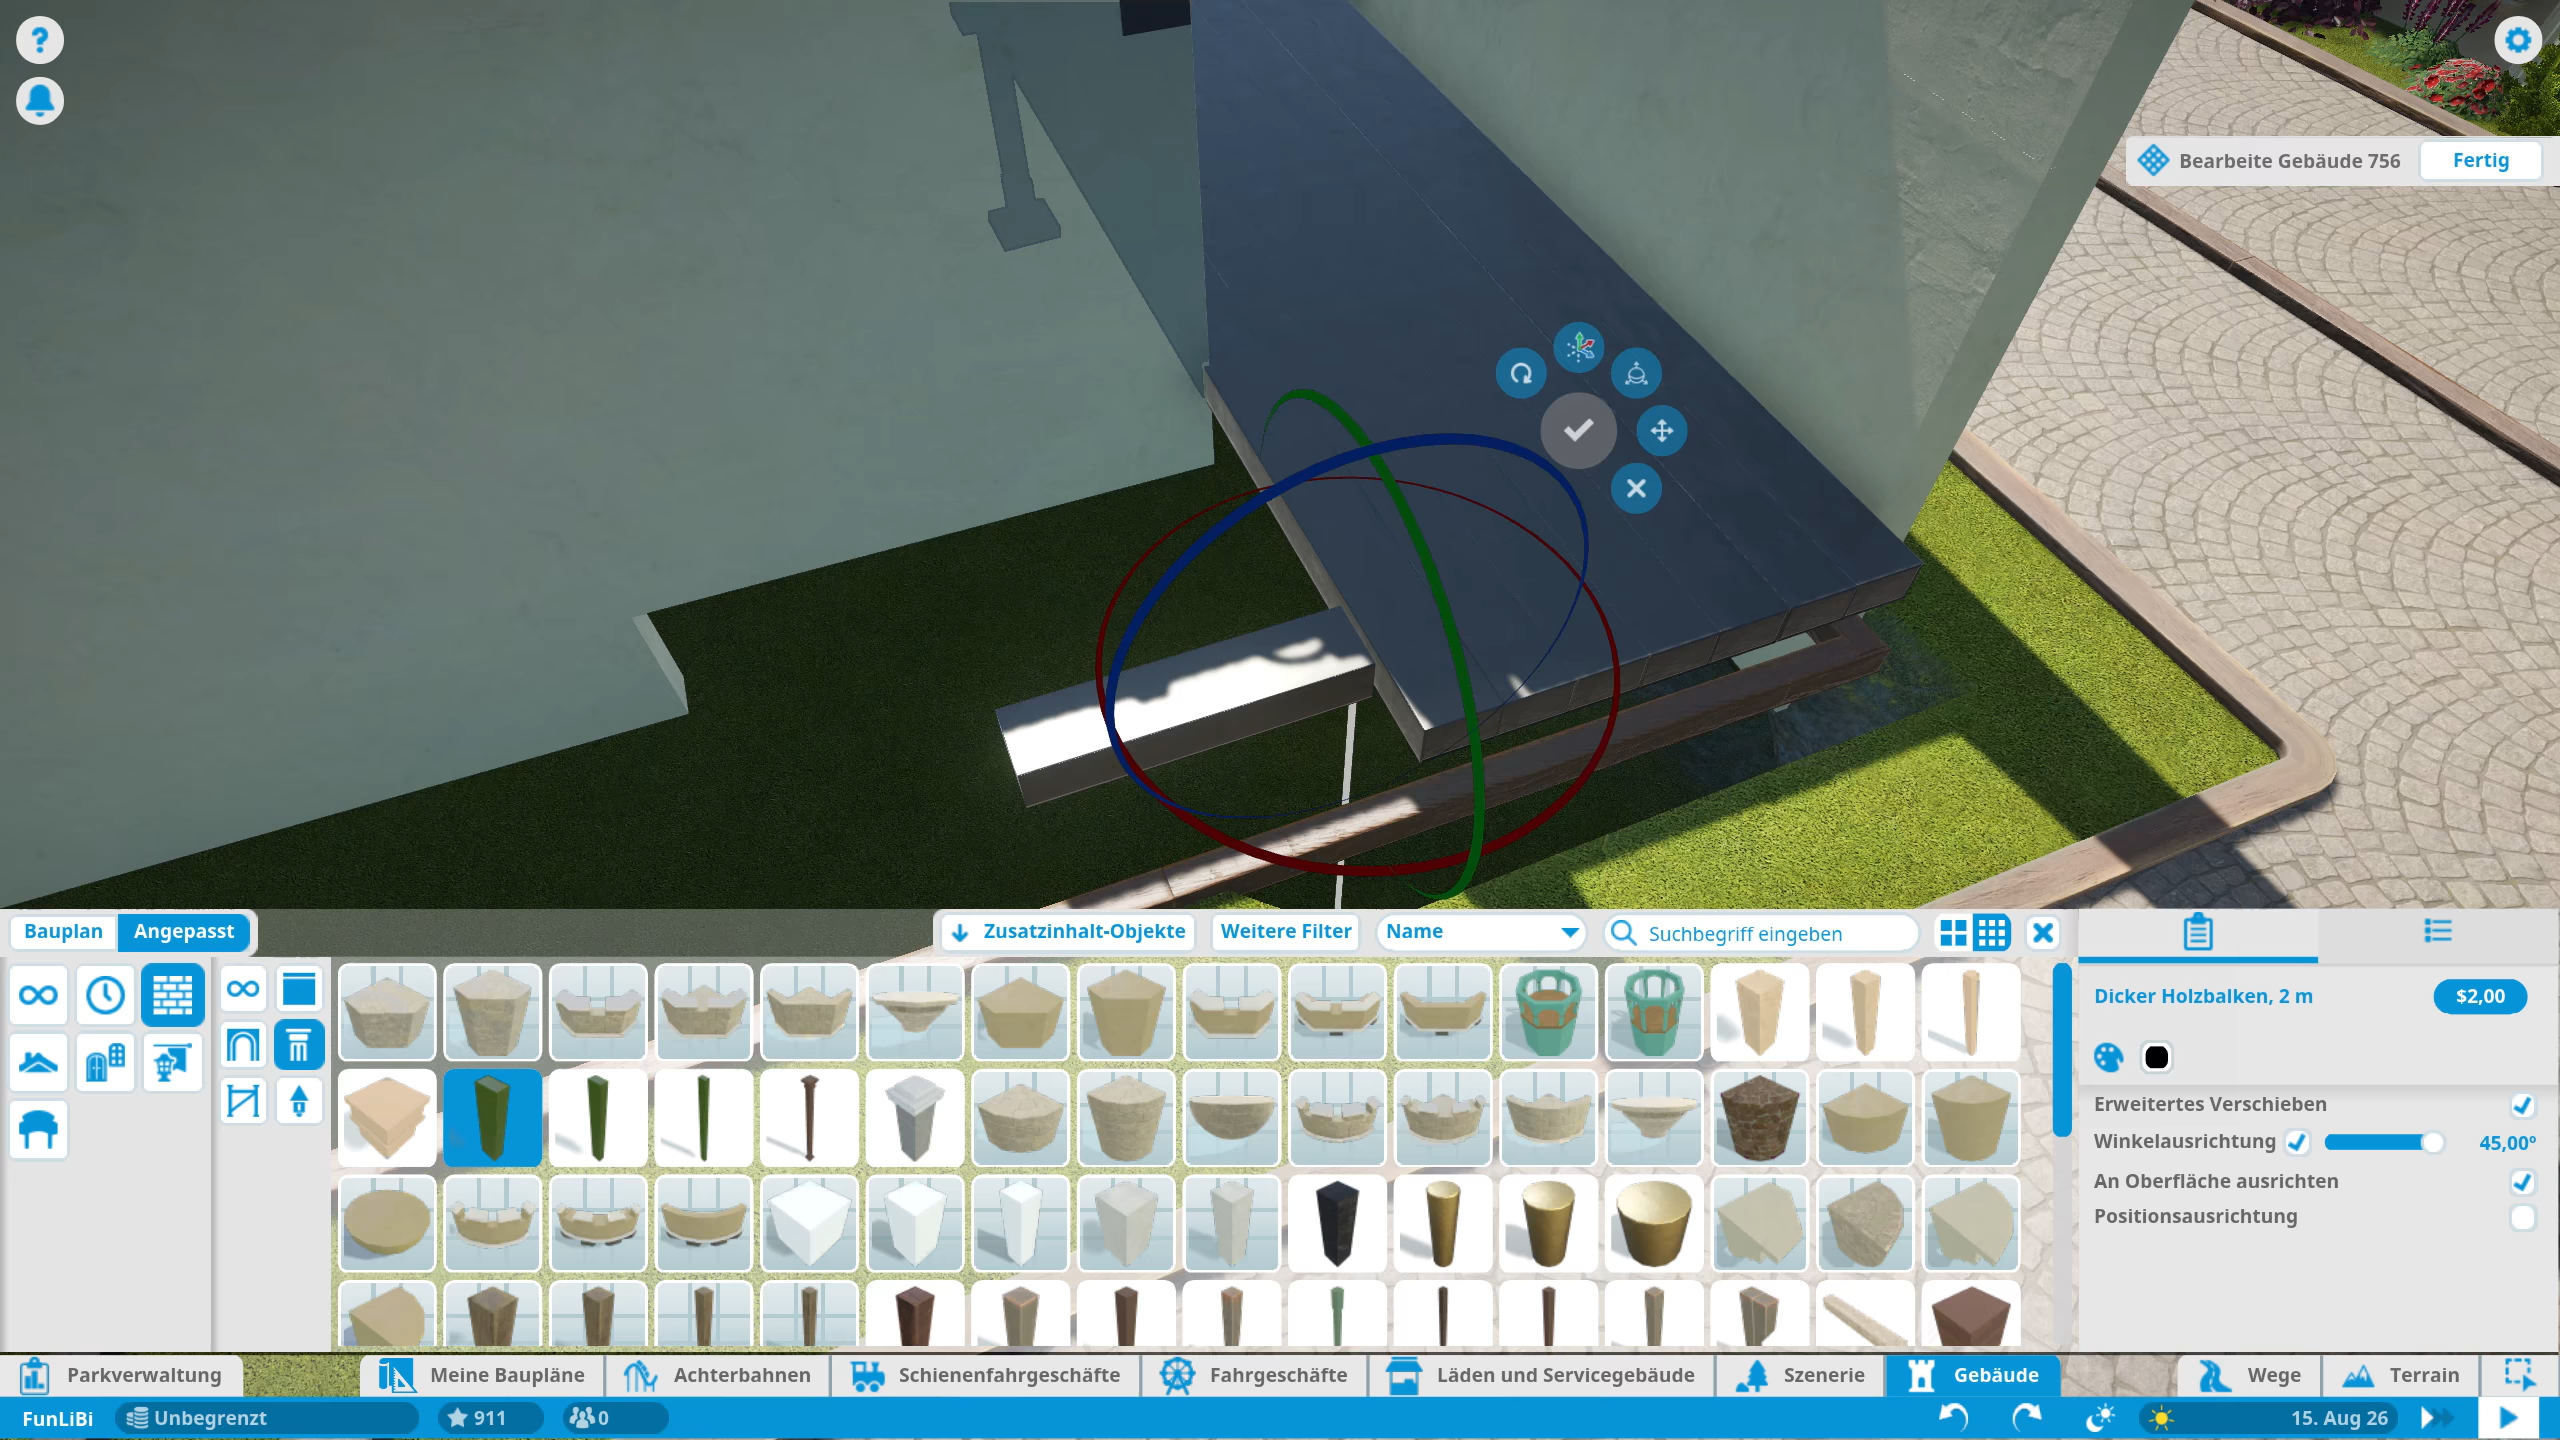 Bearbeite Gebäude 756
Fertig
Bauplan
Angepasst
Zusatzinhalt-Objekte
Weitere Filter
Name
Suchbegriff eingeben
Dicker Holzbalken, 2 m
$2,00
Erweitertes Verschieben
Winkelausrichtung
45,00°
An Oberfläche ausrichten
Positionsausrichtung
Parkverwaltung
Meine Baupläne
Achterbahnen
Schienenfahrgeschäfte
Fahrgeschäfte
Läden und Servicegebäude
Szenerie
Gebäude
Wege
Terrain
FunLiBi
Unbegrenzt
911
0
15. Aug 26